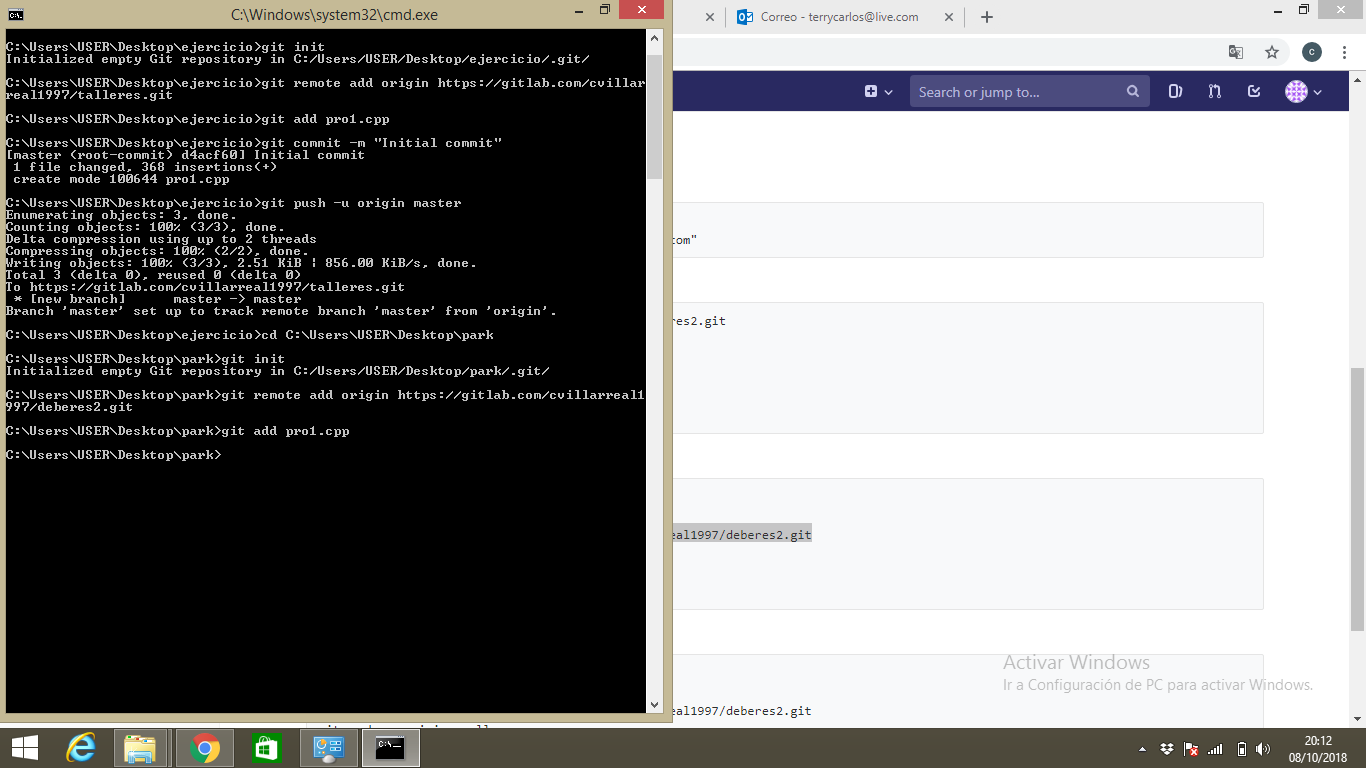 C:\Windows\system32\cmd.exe
C:\Users\USER\Desktop\ejercicio>git init
Initialized empty Git repository in C:/Users/USER/Desktop/ejercicio/.git/
C:\Users\USER\Desktop\ejercicio>git remote add origin https://gitlab.com/cvillar
real1997/talleres.git
C:\Users\USER\Desktop\ejercicio>git add pro1.cpp
C:\Users\USER\Desktop\ejercicio>git commit -m "Initial commit"
[master (root-commit) d4acf60] Initial commit
1 file changed, 368 insertions(+)
create mode 100644 pro1.cpp
C:\Users\USER\Desktop\ejercicio>git push -u origin master
Enumerating objects: 3, done.
Counting objects: 100% (3/3), done.
Delta compression using up to 2 threads
Compressing objects: 100% (2/2), done.
Writing objects: 100% (3/3), 2.51 KiB | 856.00 KiB/s, done.
Total 3 (delta 0), reused 0 (delta 0)
To https://gitlab.com/cvillarreal1997/talleres.git
* [new branch]      master -> master
Branch 'master' set up to track remote branch 'master' from 'origin'.
C:\Users\USER\Desktop\ejercicio>cd C:\Users\USER\Desktop\park
C:\Users\USER\Desktop\park>git init
Initialized empty Git repository in C:/Users/USER/Desktop/park/.git/
C:\Users\USER\Desktop\park>git remote add origin https://gitlab.com/cvillarreal1
997/deberes2.git
C:\Users\USER\Desktop\park>git add pro1.cpp
C:\Users\USER\Desktop\park>
Correo - terrycarlos@live.com
c
Search or jump to...
com"
res2.git
eal1997/deberes2.git
eal1997/deberes2.git
Activar Windows
Ir a Configuración de PC para activar Windows.
20:12
08/10/2018